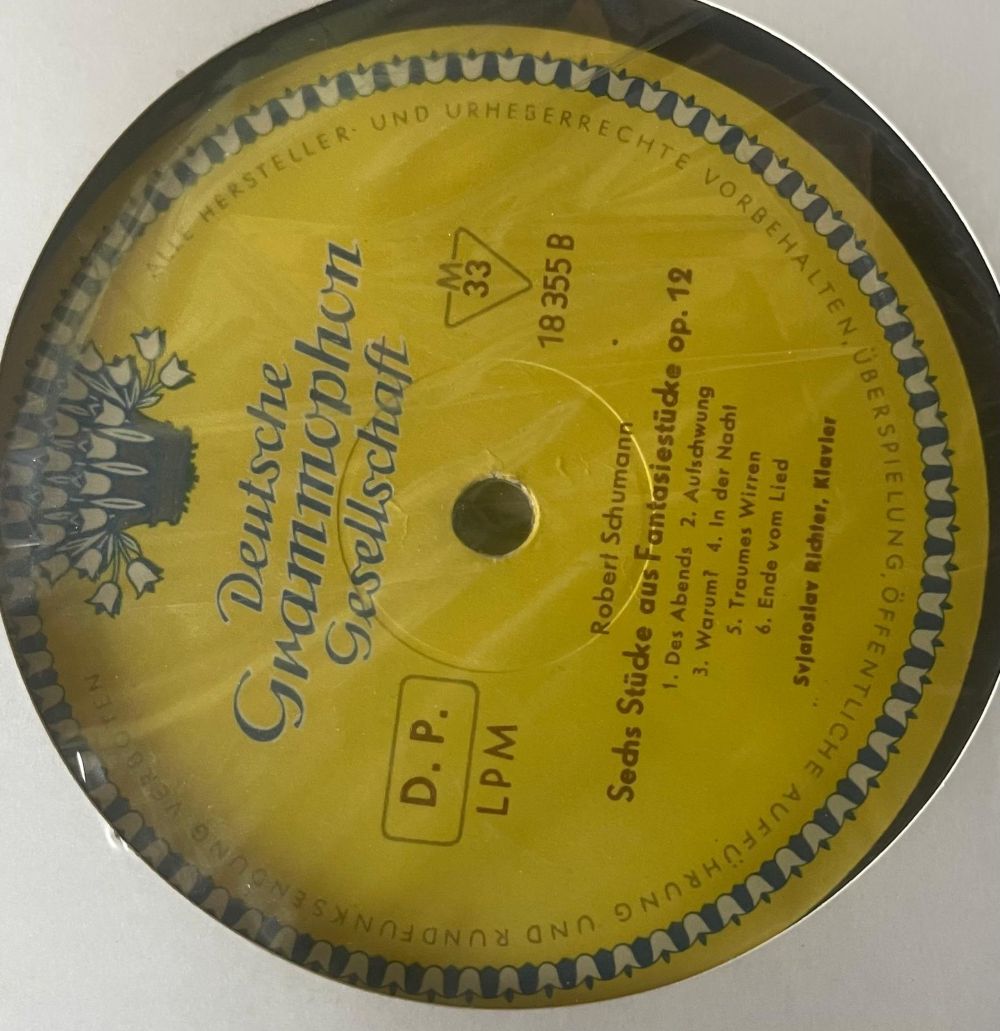 Deutsche
Grammophon
Gesellschaft
D. P.
LPM
M
33
18 355 B
Robert Schumann
Sechs Stücke aus Fantasiestücke op. 12
1. Des Abends 2. Aufschwung
3. Warum? 4. In der Nacht
5. Traumes Wirren
6. Ende vom Lied
Svjatoslav Richter, Klavier
ALLE HERSTELLER- UND URHEBERRECHTE VORBEHALTEN, ÜBERSPIELUNG, ÖFFENTLICHE AUFFÜHRUNG UND RUNDFUNKSENDUNG VERBOTEN